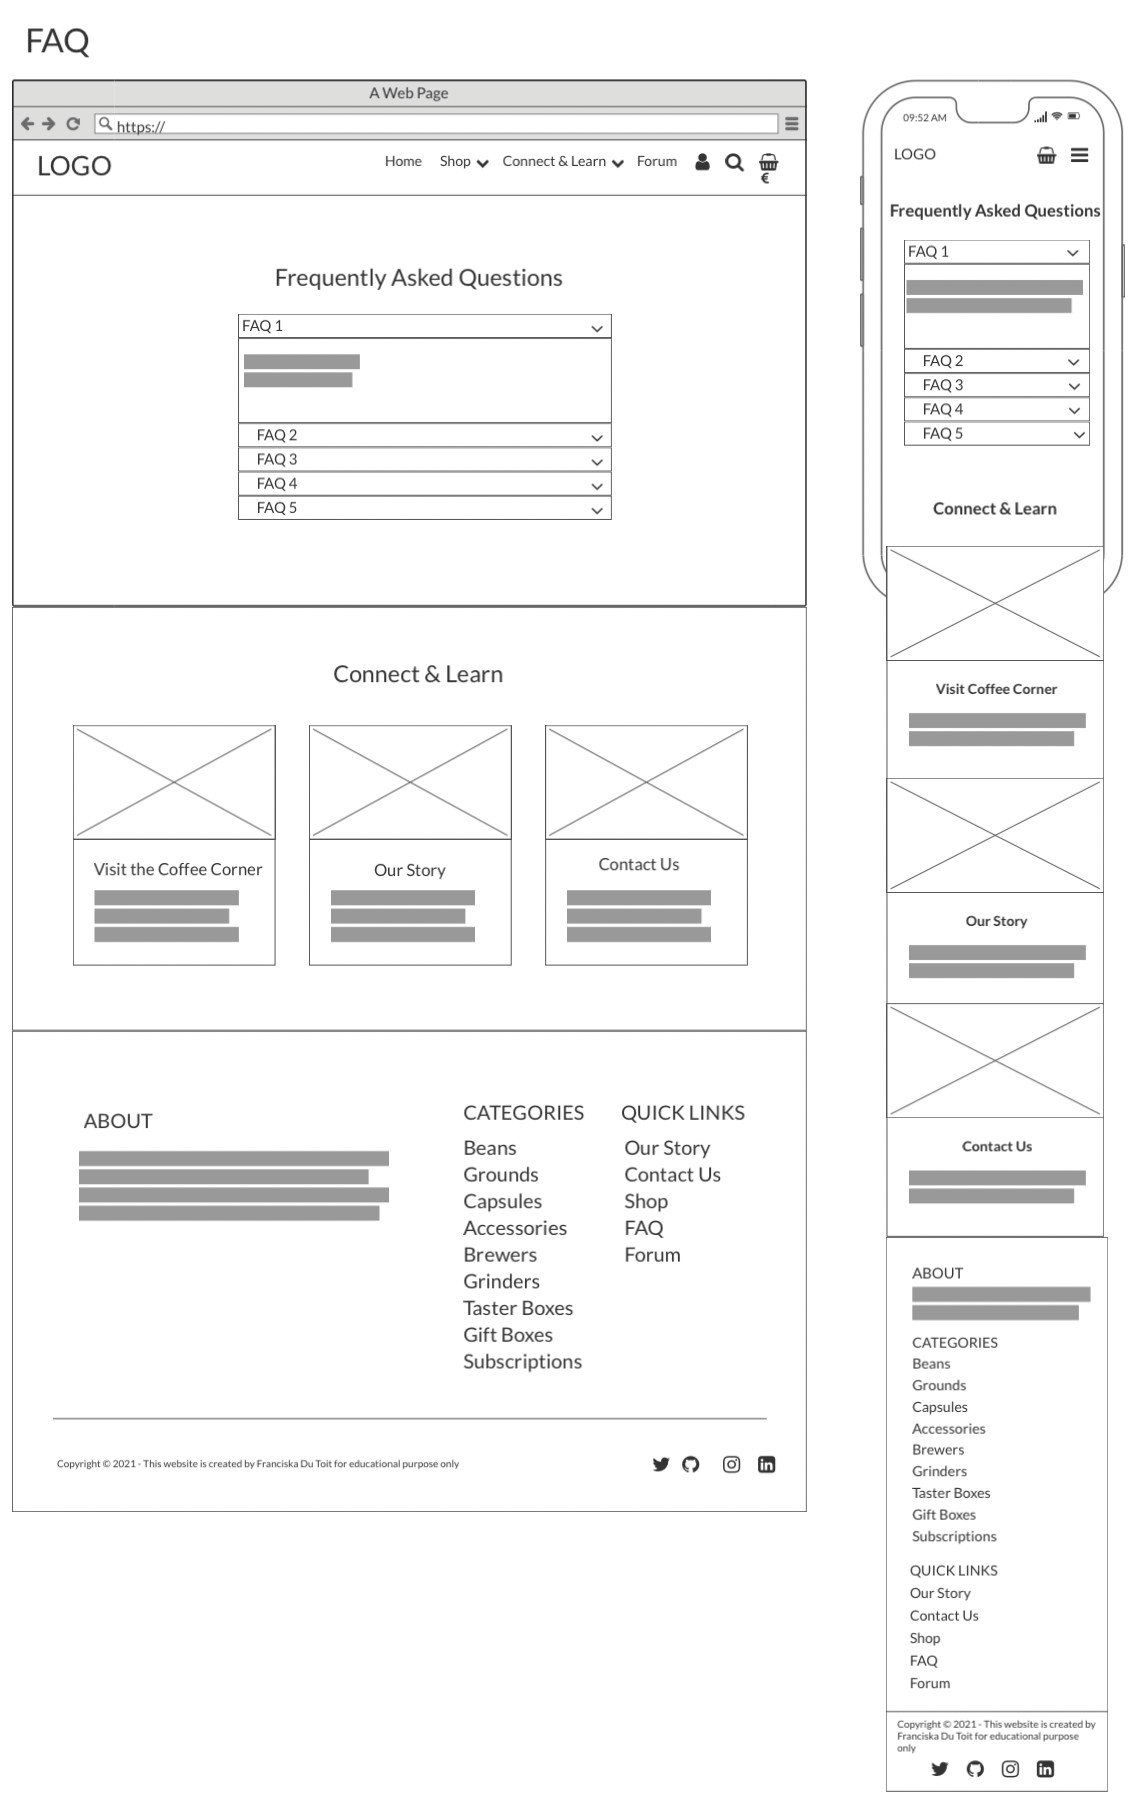 FAQ
A Web Page
https://
LOGO
Home Shop Connect & Learn Forum
€
Frequently Asked Questions
FAQ 1
FAQ 2
FAQ 3
FAQ 4
FAQ 5
Connect & Learn
Visit the Coffee Corner
Our Story
Contact Us
ABOUT
CATEGORIES
Beans
Grounds
Capsules
Accessories
Brewers
Grinders
Taster Boxes
Gift Boxes
Subscriptions
QUICK LINKS
Our Story
Contact Us
Shop
FAQ
Forum
Copyright © 2021 - This website is created by Franciska Du Toit for educational purpose only
09:52 AM
LOGO
Frequently Asked Questions
FAQ 1
FAQ 2
FAQ 3
FAQ 4
FAQ 5
Connect & Learn
Visit Coffee Corner
Our Story
Contact Us
ABOUT
CATEGORIES
Beans
Grounds
Capsules
Accessories
Brewers
Grinders
Taster Boxes
Gift Boxes
Subscriptions
QUICK LINKS
Our Story
Contact Us
Shop
FAQ
Forum
Copyright © 2021 - This website is created by
Franciska Du Toit for educational purpose
only